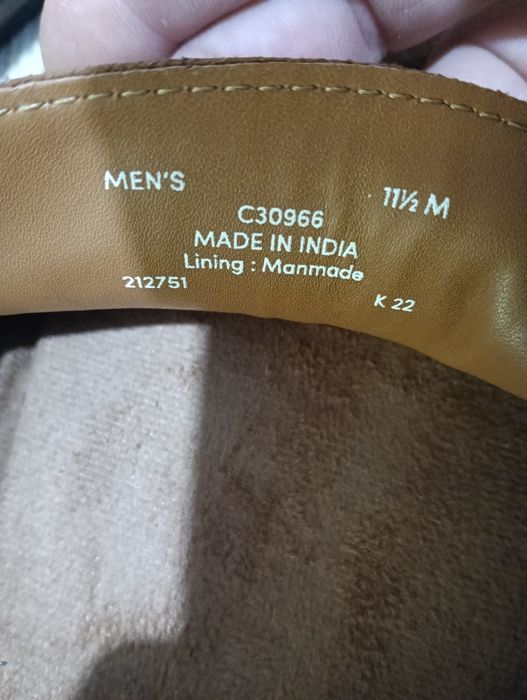 MEN'S
11½ M
C30966
MADE IN INDIA
Lining : Manmade
212751
K 22